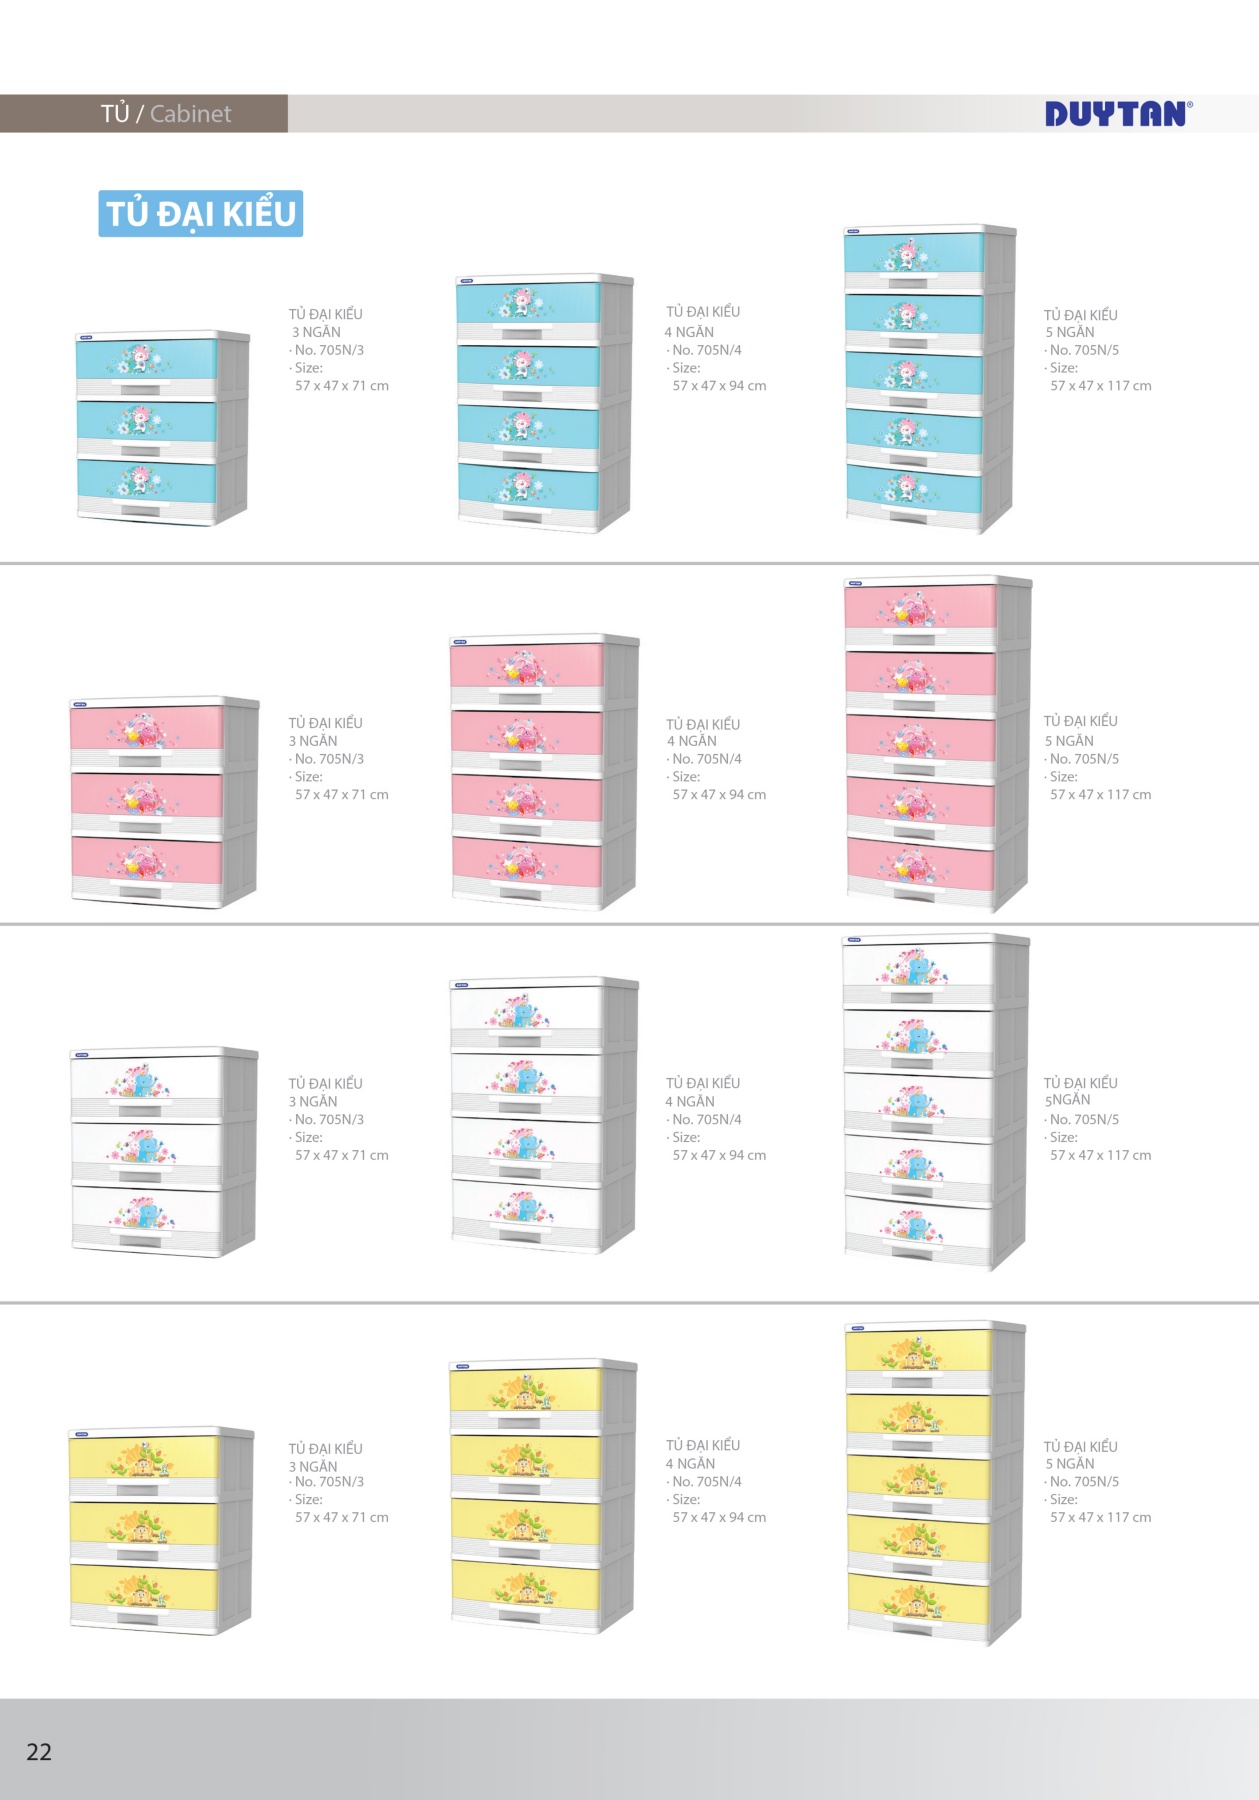 TỦ / Cabinet
DUYTAN®
TỦ ĐẠI KIỂU
TỦ ĐẠI KIỂU
3 NGĂN
· No. 705N/3
· Size:
57 x 47 x 71 cm
TỦ ĐẠI KIỂU
4 NGĂN
· No. 705N/4
· Size:
57 x 47 x 94 cm
TỦ ĐẠI KIỂU
5 NGĂN
· No. 705N/5
· Size:
57 x 47 x 117 cm
TỦ ĐẠI KIỂU
3 NGĂN
· No. 705N/3
· Size:
57 x 47 x 71 cm
TỦ ĐẠI KIỂU
4 NGĂN
· No. 705N/4
· Size:
57 x 47 x 94 cm
TỦ ĐẠI KIỂU
5 NGĂN
· No. 705N/5
· Size:
57 x 47 x 117 cm
TỦ ĐẠI KIỂU
3 NGĂN
· No. 705N/3
· Size:
57 x 47 x 71 cm
TỦ ĐẠI KIỂU
4 NGĂN
· No. 705N/4
· Size:
57 x 47 x 94 cm
TỦ ĐẠI KIỂU
5NGĂN
· No. 705N/5
· Size:
57 x 47 x 117 cm
TỦ ĐẠI KIỂU
3 NGĂN
· No. 705N/3
· Size:
57 x 47 x 71 cm
TỦ ĐẠI KIỂU
4 NGĂN
· No. 705N/4
· Size:
57 x 47 x 94 cm
TỦ ĐẠI KIỂU
5 NGĂN
· No. 705N/5
· Size:
57 x 47 x 117 cm
22